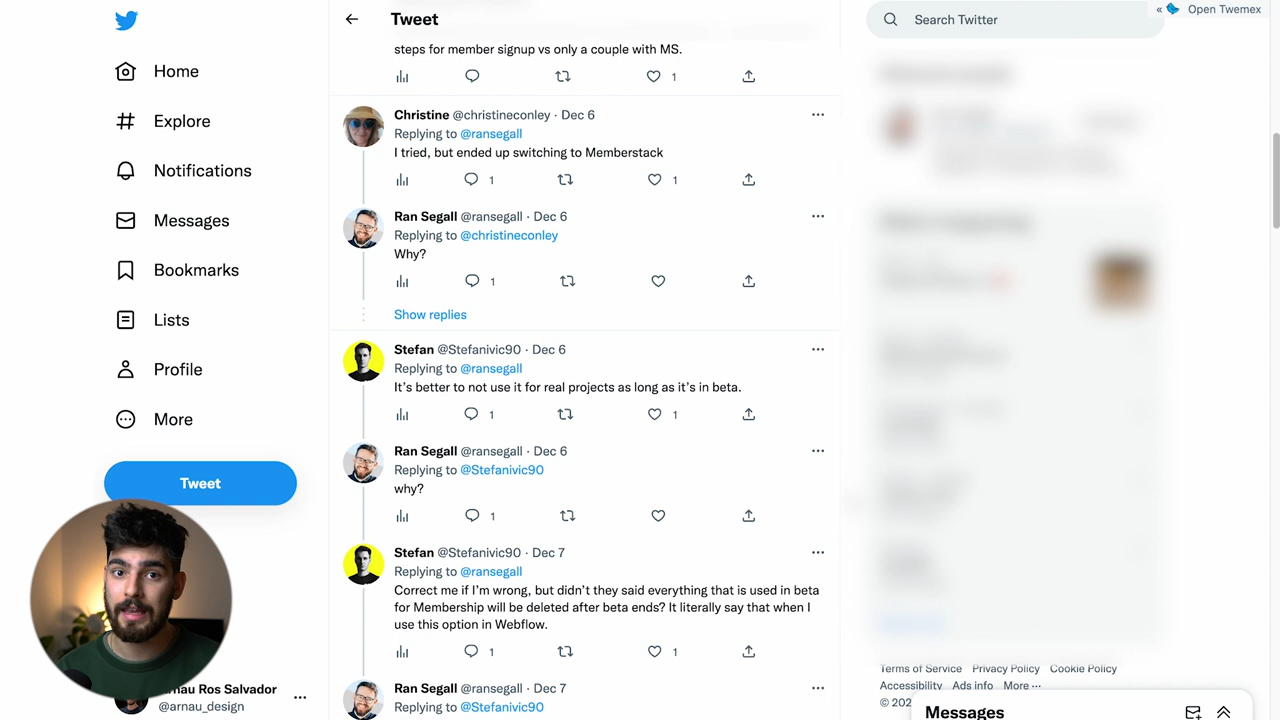 Home
Explore
Notifications
Messages
Bookmarks
Lists
Profile
More
Tweet
Ros Salvador
@arnau_design
Tweet
steps for member signup vs only a couple with MS.
1
Christine @christineconley · Dec 6
Replying to @ransegall
I tried, but ended up switching to Memberstack
1
1
Ran Segall @ransegall · Dec 6
Replying to @christineconley
Why?
1
Show replies
Stefan @Stefanivic90 · Dec 6
Replying to @ransegall
It's better to not use it for real projects as long as it's in beta.
1
1
Ran Segall @ransegall · Dec 6
Replying to @Stefanivic90
why?
1
Stefan @Stefanivic90 · Dec 7
Replying to @ransegall
Correct me if I'm wrong, but didn't they said everything that is used in beta
for Membership will be deleted after beta ends? It literally say that when I
use this option in Webflow.
1
1
Ran Segall @ransegall · Dec 7
Replying to @Stefanivic90
« Open Twemex
Search Twitter
Terms of Service Privacy Policy Cookie Policy
Accessibility Ads info More ···
Messages